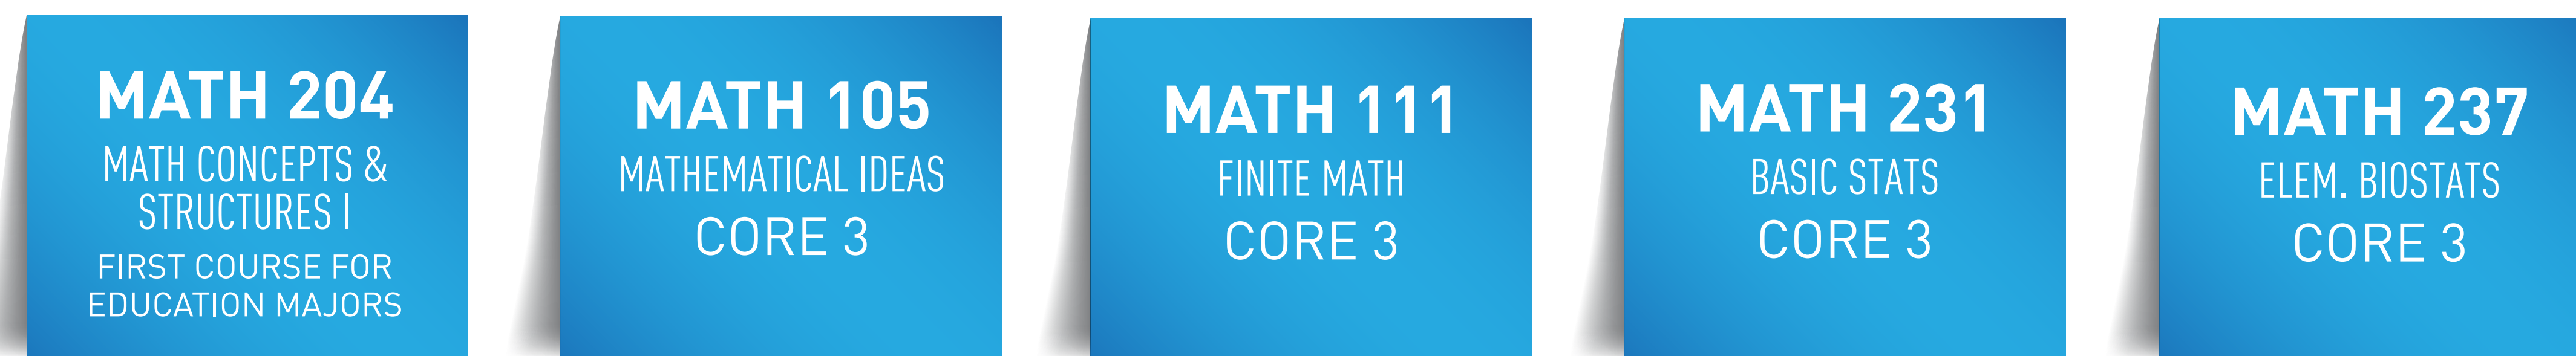 MATH 204
MATH CONCEPTS &
STRUCTURES I
FIRST COURSE FOR
EDUCATION MAJORS
MATH 105
MATHEMATICAL IDEAS
CORE 3
MATH 111
FINITE MATH
CORE 3
MATH 231
BASIC STATS
CORE 3
MATH 237
ELEM. BIOSTATS
CORE 3